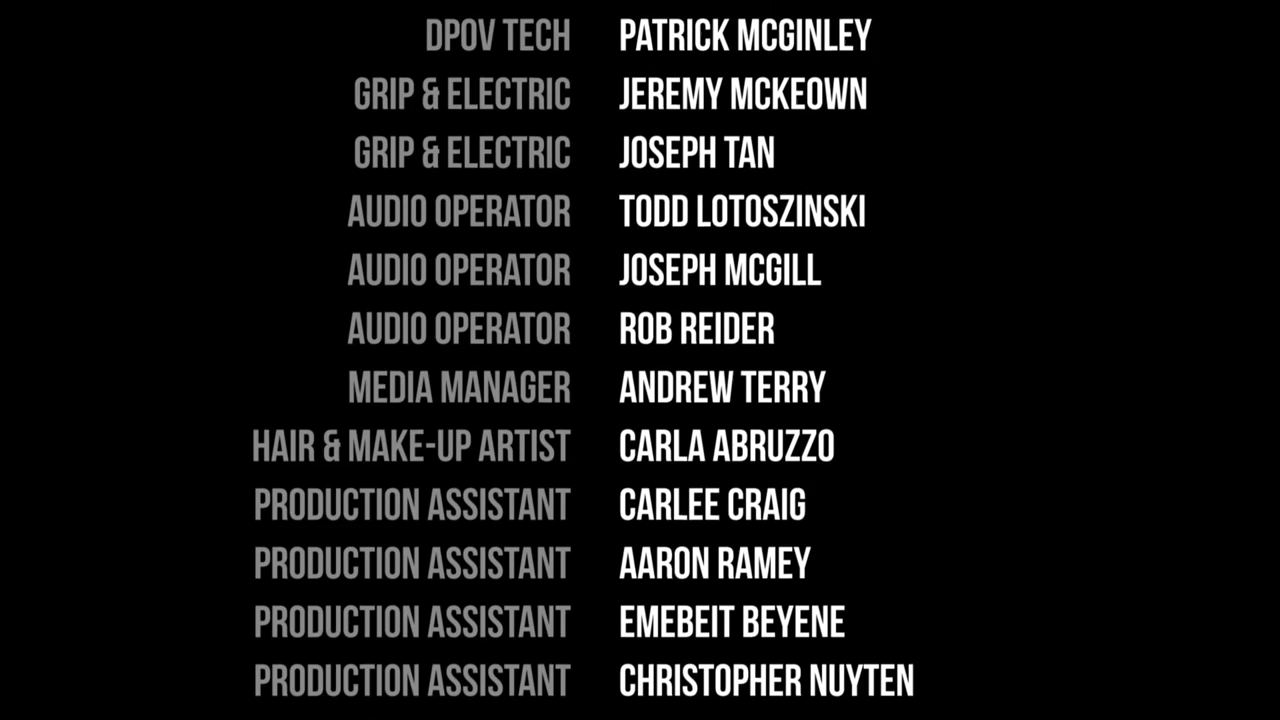 DPOV TECH PATRICK MCGINLEY
GRIP & ELECTRIC JEREMY MCKEOWN
GRIP & ELECTRIC JOSEPH TAN
AUDIO OPERATOR TODD LOTOSZINSKI
AUDIO OPERATOR JOSEPH MCGILL
AUDIO OPERATOR ROB REIDER
MEDIA MANAGER ANDREW TERRY
HAIR & MAKE-UP ARTIST CARLA ABRUZZO
PRODUCTION ASSISTANT CARLEE CRAIG
PRODUCTION ASSISTANT AARON RAMEY
PRODUCTION ASSISTANT EMEBEIT BEYENE
PRODUCTION ASSISTANT CHRISTOPHER NUYTEN